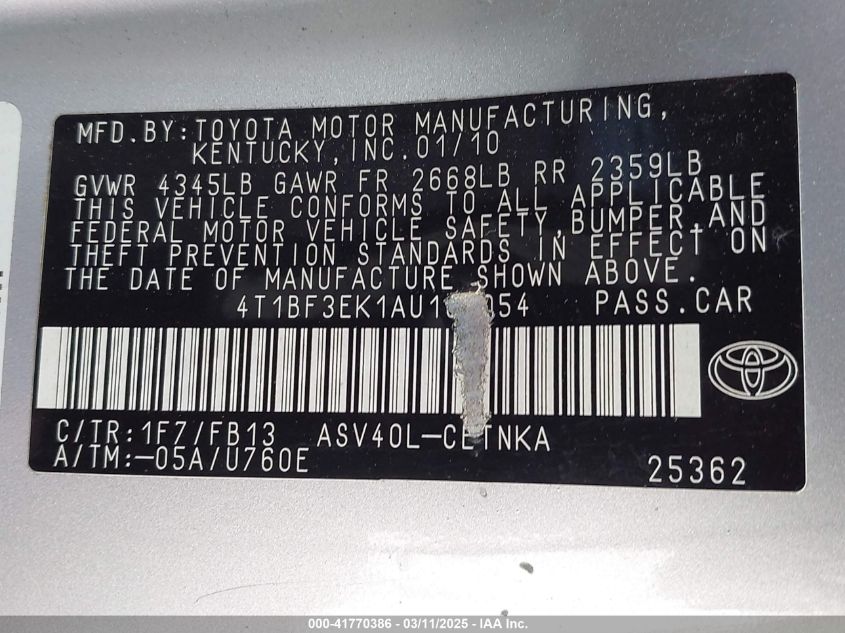 MFD.BY:TOYOTA MOTOR MANUFACTURING,
KENTUCKY,INC.01/10
GVWR 4345LB GAWR FR 2668LB RR 2359LB
THIS VEHICLE CONFORMS TO ALL APPLICABLE
FEDERAL MOTOR VEHICLE SAFETY,BUMPER,AND
THEFT PREVENTION STANDARDS IN EFFECT ON
THE DATE OF MANUFACTURE SHOWN ABOVE.
PASS.CAR
C/TR:1F7/FB13 ASV40L-CETNKA
A/TM:-05A/U760E
25362
000-41770386 - 03/11/2025 - IAA Inc.